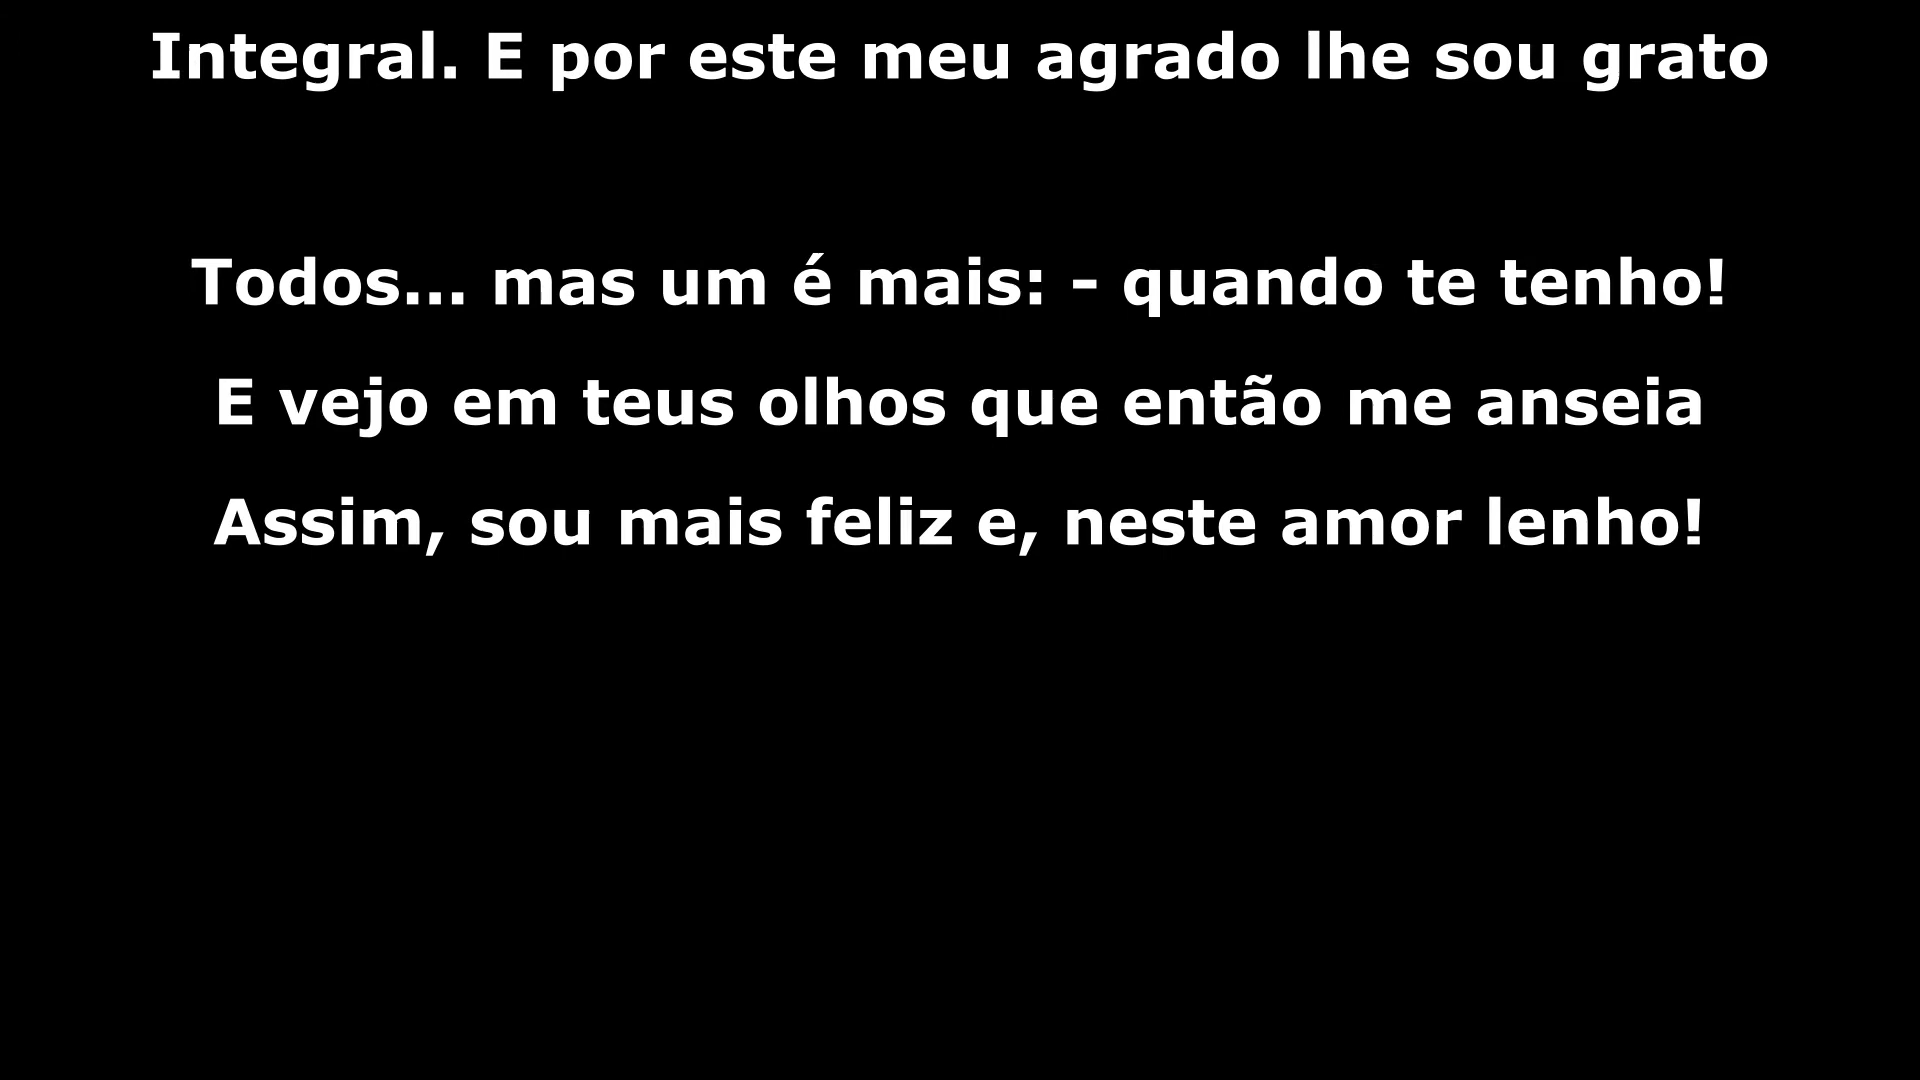 Integral. E por este meu agrado lhe sou grato
Todos... mas um é mais: - quando te tenho!
E vejo em teus olhos que então me anseia
Assim, sou mais feliz e, neste amor lenho!